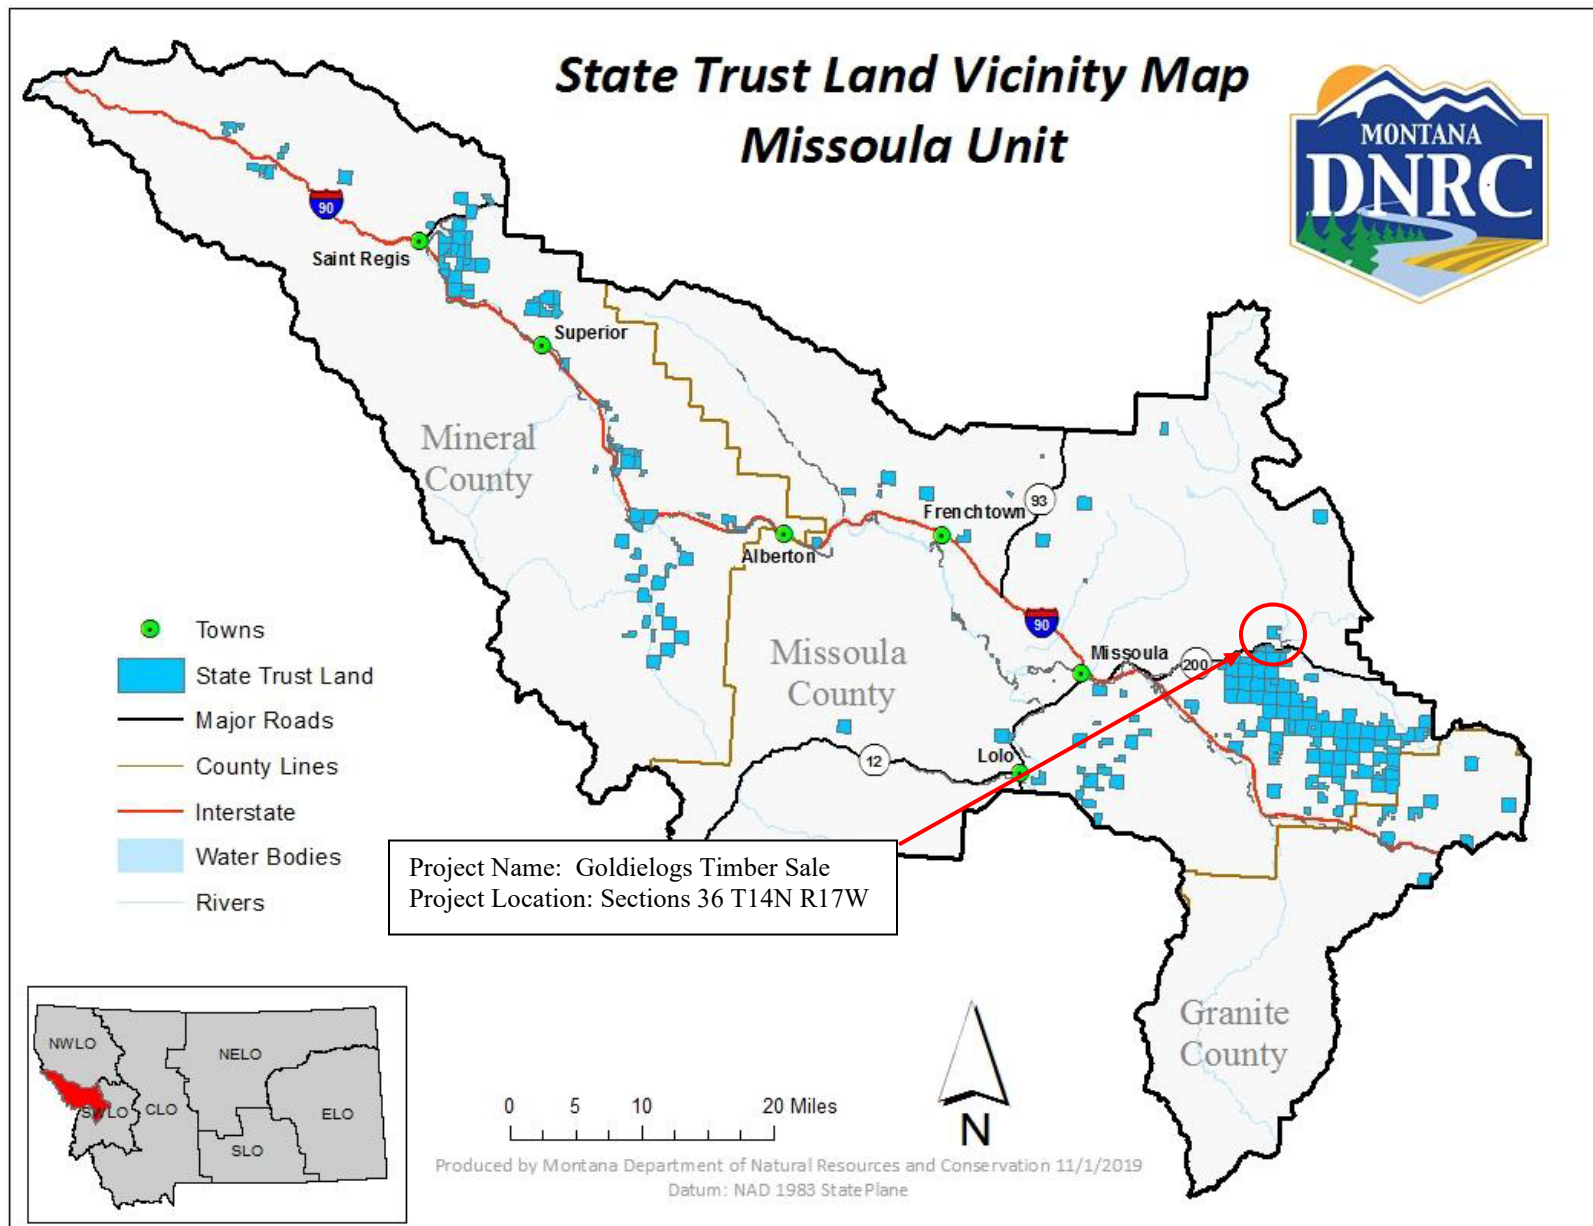 State Trust Land Vicinity Map
Missoula Unit
MONTANA
DNRC
90
Saint Regis
Superior
Mineral
County
93
Frenchtown
Alberton
90
Missoula
200
Missoula
County
Lolo
12
Towns
State Trust Land
Major Roads
County Lines
Interstate
Water Bodies
Rivers
Project Name:  Goldielogs Timber Sale
Project Location: Sections 36 T14N R17W
Granite
County
NWLO
NELO
SWLO
CLO
ELO
SLO
0 5 10 20 Miles
N
Produced by Montana Department of Natural Resources and Conservation 11/1/2019
Datum: NAD 1983 StatePlane